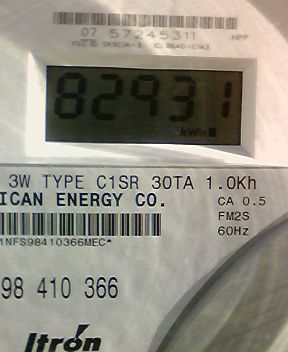 07 57245311
HPP
82931
kWh
3W TYPE C1SR 30TA 1.0Kh
ICAN ENERGY CO.
CA 0.5
FM2S
60Hz
1NFS98410366MEC*
98 410 366
Itron